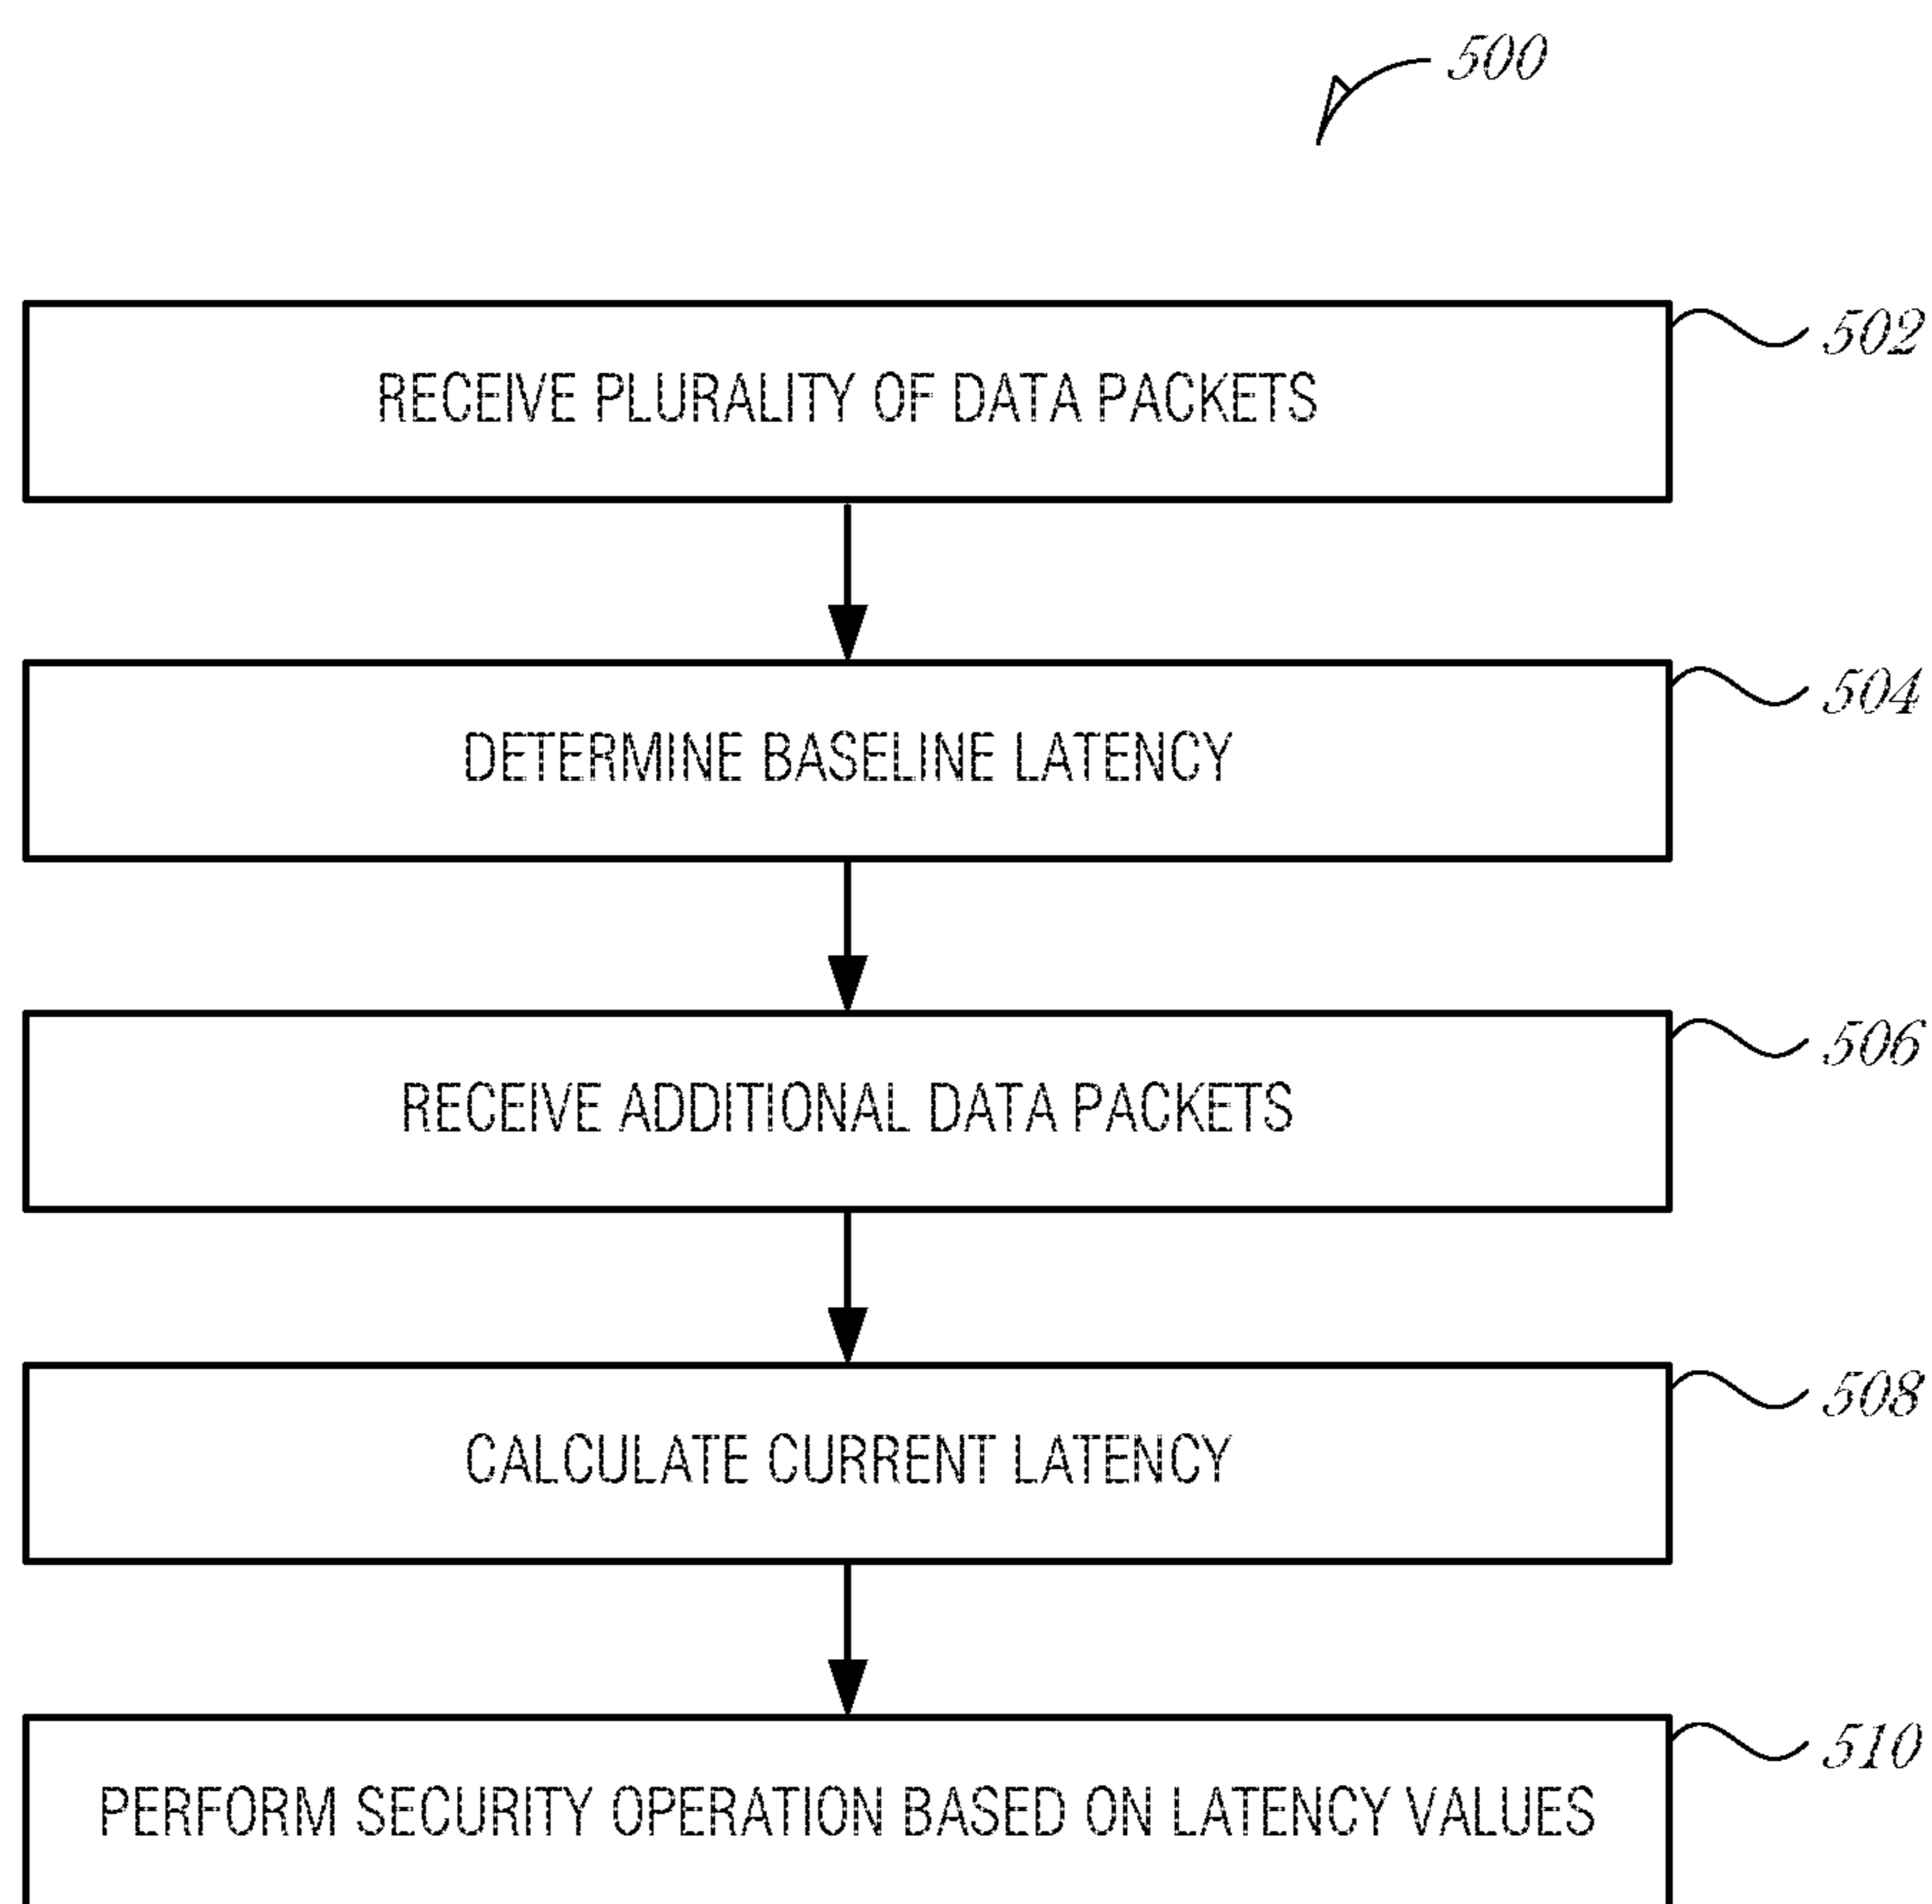 500
RECEIVE PLURALITY OF DATA PACKETS
502
DETERMINE BASELINE LATENCY
504
RECEIVE ADDITIONAL DATA PACKETS
506
CALCULATE CURRENT LATENCY
508
PERFORM SECURITY OPERATION BASED ON LATENCY VALUES
510